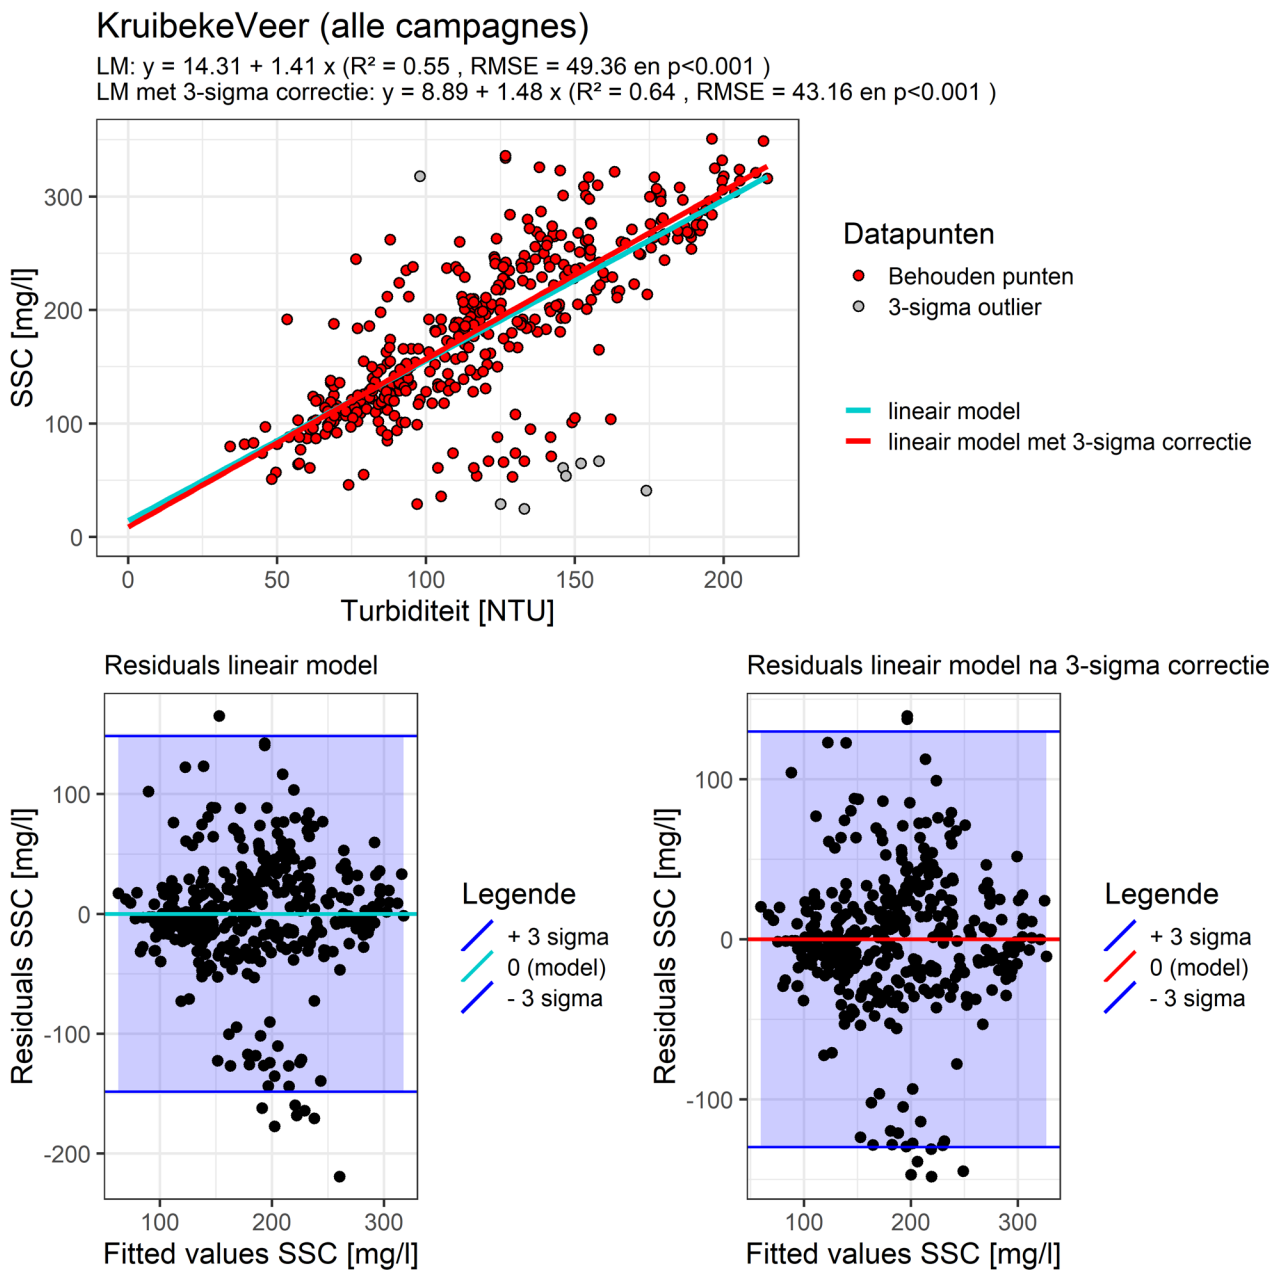 KruibekeVeer (alle campagnes)
LM: y = 14.31 + 1.41 x (R² = 0.55 , RMSE = 49.36 en p<0.001 )
LM met 3-sigma correctie: y = 8.89 + 1.48 x (R² = 0.64 , RMSE = 43.16 en p<0.001 )
SSC [mg/l]
300
200
100
0
0 50 100 150 200
Turbiditeit [NTU]
Datapunten
Behouden punten
3-sigma outlier
lineair model
lineair model met 3-sigma correctie
Residuals lineair model
Residuals SSC [mg/l]
100
0
-100
-200
100 200 300
Fitted values SSC [mg/l]
Legende
+ 3 sigma
0 (model)
- 3 sigma
Residuals lineair model na 3-sigma correctie
Residuals SSC [mg/l]
100
0
-100
100 200 300
Fitted values SSC [mg/l]
Legende
+ 3 sigma
0 (model)
- 3 sigma